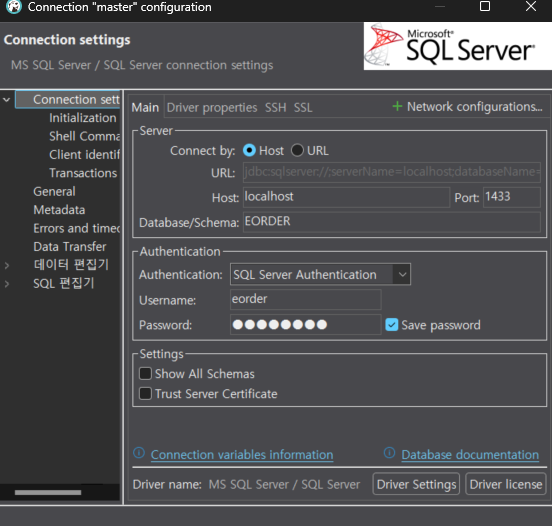 Connection "master" configuration
Connection settings
MS SQL Server / SQL Server connection settings
Microsoft®
SQL Server®
Connection sett
Initialization
Shell Comma
Client identif
Transactions
General
Metadata
Errors and timeo
Data Transfer
데이터 편집기
SQL 편집기
Main Driver properties SSH SSL + Network configurations...
Server
Connect by: Host URL
URL: jdbc:sqlserver://;serverName=localhost;databaseName=
Host: localhost Port: 1433
Database/Schema: EORDER
Authentication
Authentication: SQL Server Authentication
Username: eorder
Password: ●●●●●●●● Save password
Settings
Show All Schemas
Trust Server Certificate
Connection variables information Database documentation
Driver name: MS SQL Server / SQL Server Driver Settings Driver license